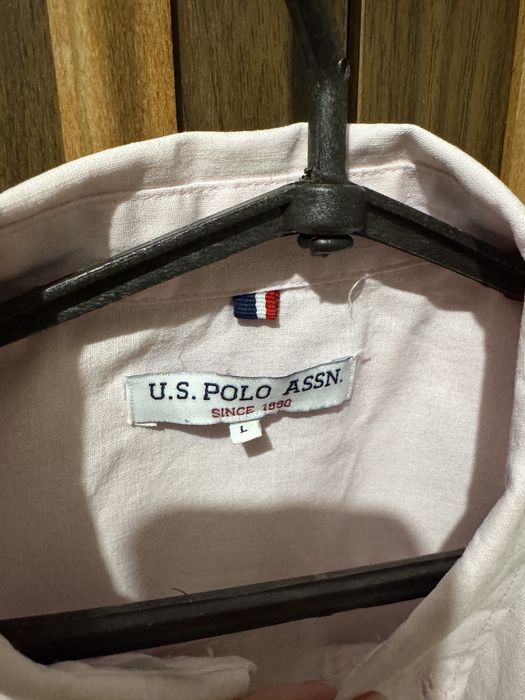 U.S. POLO ASSN.
SINCE 1890
L